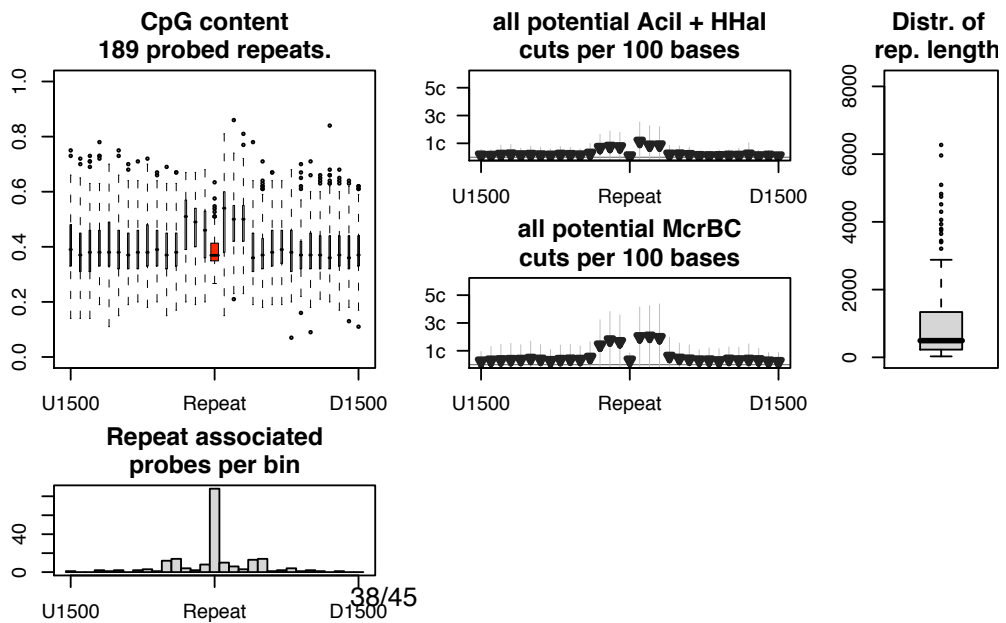 CpG content
189 probed repeats.
0.0 0.2 0.4 0.6 0.8 1.0
U1500 Repeat D1500
all potential AciI + HHaI
cuts per 100 bases
5c
3c
1c
U1500 Repeat D1500
all potential McrBC
cuts per 100 bases
5c
3c
1c
U1500 Repeat D1500
Distr. of
rep. length
0 2000 4000 6000 8000
Repeat associated
probes per bin
0 40
U1500 Repeat D1500
38/45